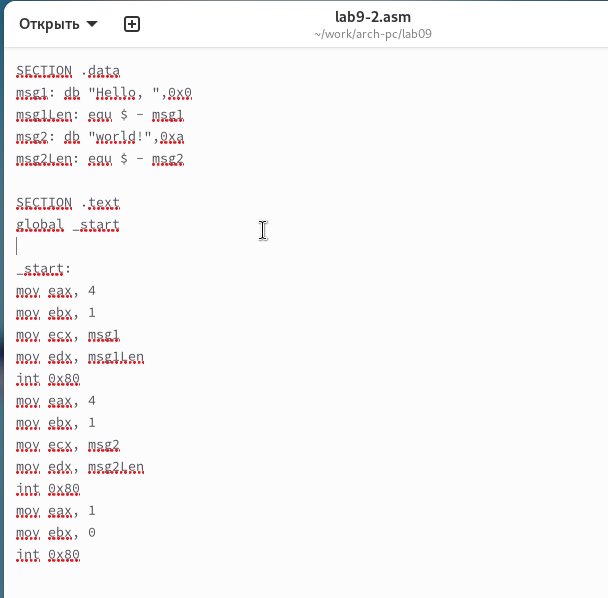 Открыть
lab9-2.asm
~/work/arch-pc/lab09
SECTION .data
msg1: db "Hello, ",0x0
msg1Len: equ $ - msg1
msg2: db "world!",0xa
msg2Len: equ $ - msg2
SECTION .text
global _start
_start:
mov eax, 4
mov ebx, 1
mov ecx, msg1
mov edx, msg1Len
int 0x80
mov eax, 4
mov ebx, 1
mov ecx, msg2
mov edx, msg2Len
int 0x80
mov eax, 1
mov ebx, 0
int 0x80